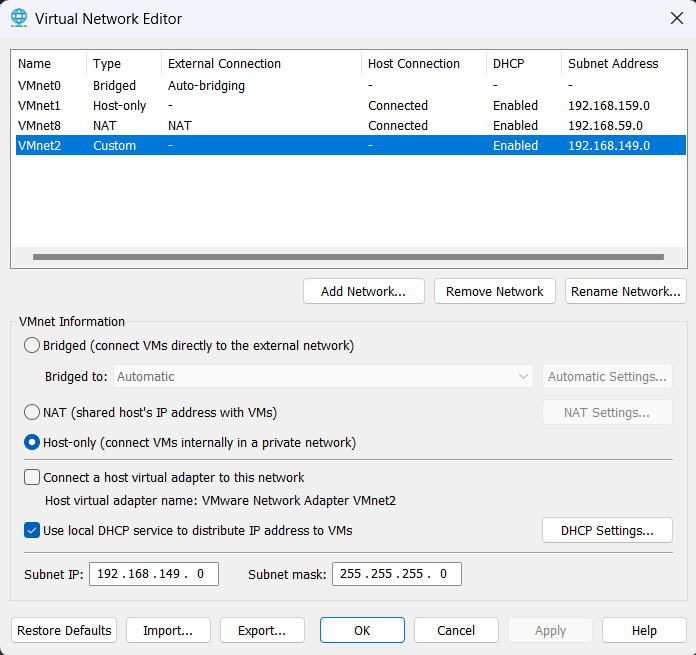 Virtual Network Editor
Name Type External Connection Host Connection DHCP Subnet Address
VMnet0 Bridged Auto-bridging - - -
VMnet1 Host-only - Connected Enabled 192.168.159.0
VMnet8 NAT NAT Connected Enabled 192.168.59.0
VMnet2 Custom - - Enabled 192.168.149.0
Add Network... Remove Network Rename Network...
VMnet Information
Bridged (connect VMs directly to the external network)
Bridged to: Automatic Automatic Settings...
NAT (shared host's IP address with VMs) NAT Settings...
Host-only (connect VMs internally in a private network)
Connect a host virtual adapter to this network
Host virtual adapter name: VMware Network Adapter VMnet2
Use local DHCP service to distribute IP address to VMs DHCP Settings...
Subnet IP: 192 . 168 . 149 . 0 Subnet mask: 255 . 255 . 255 . 0
Restore Defaults Import... Export... OK Cancel Apply Help